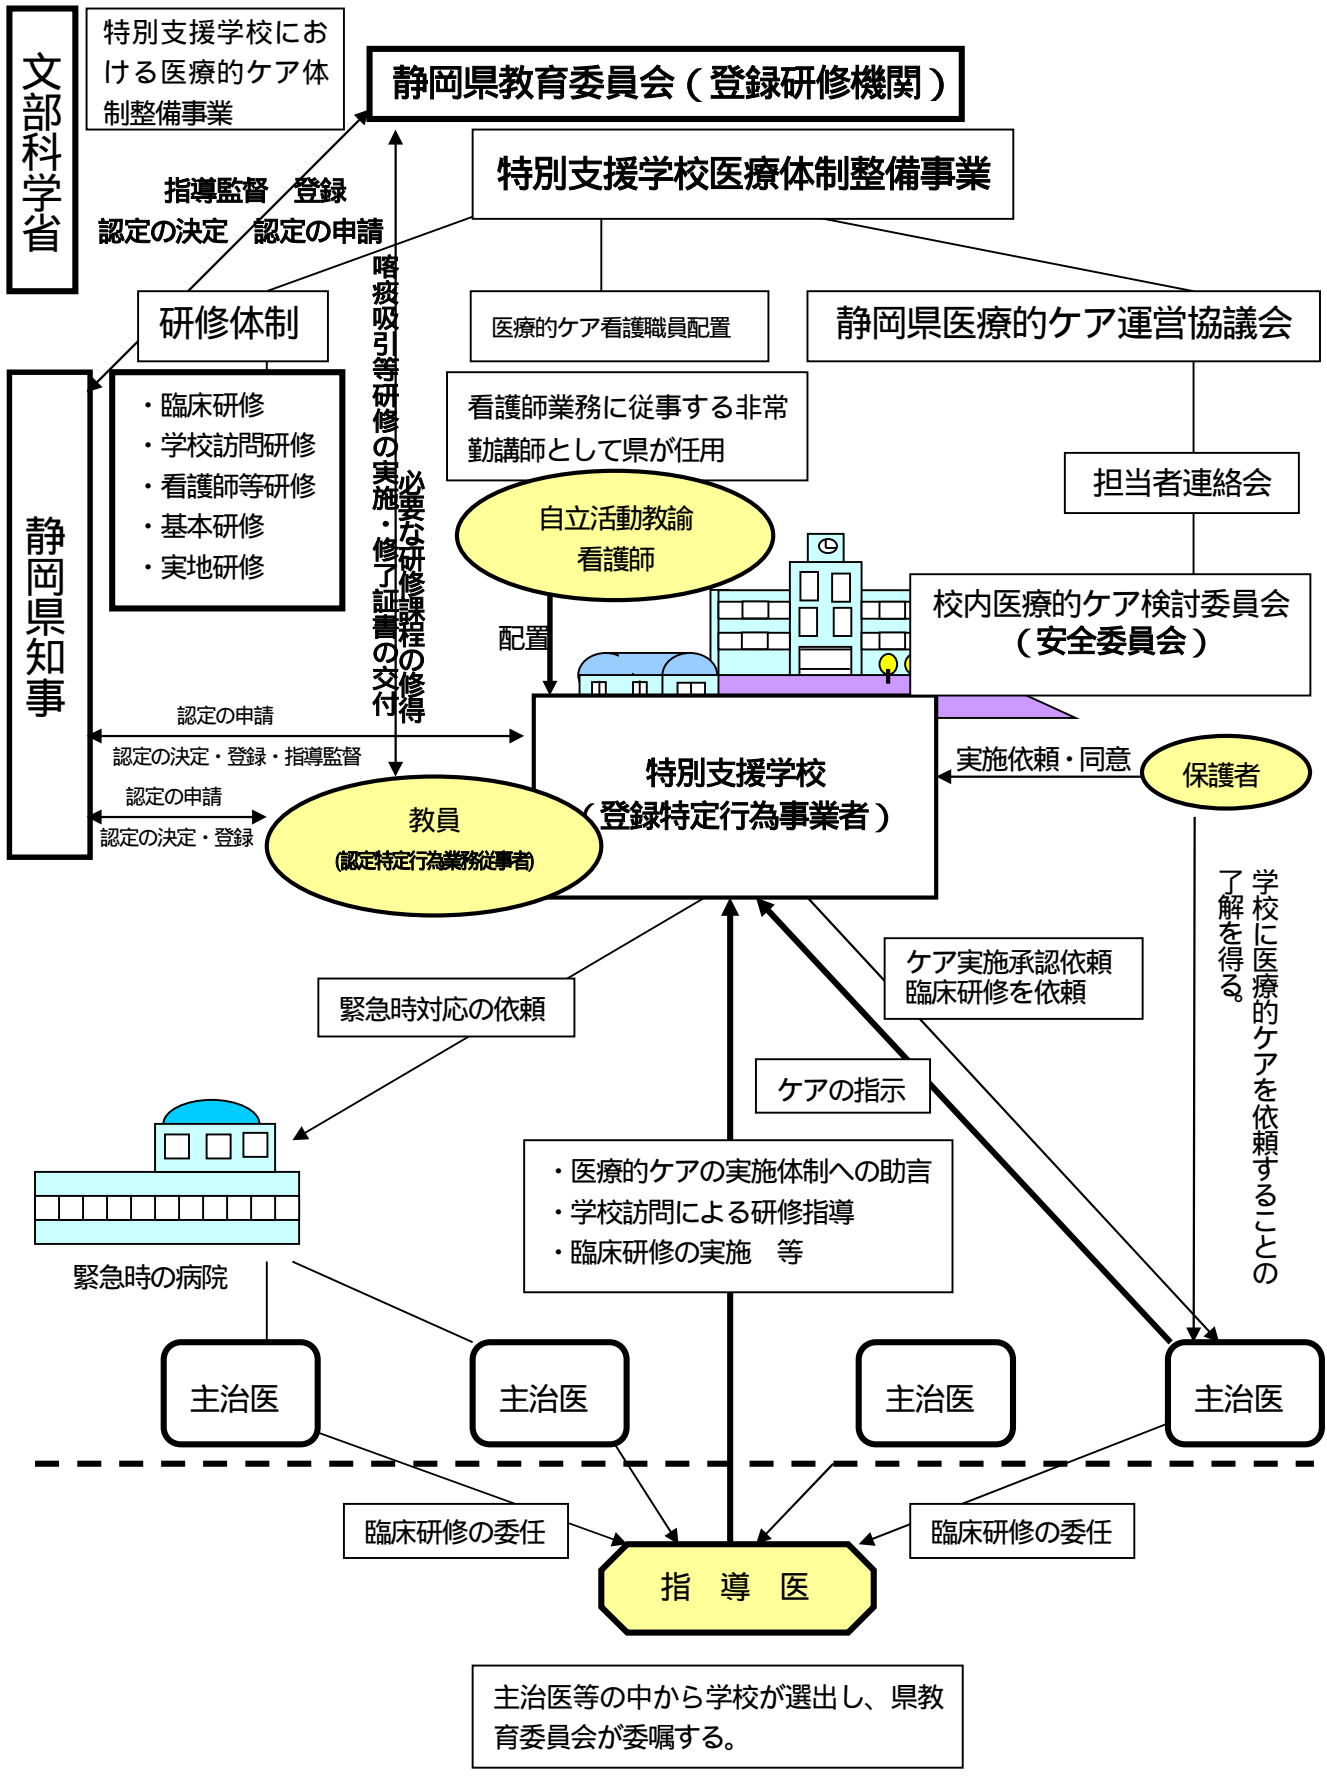 文部科学省
特別支援学校にお
ける医療的ケア体
制整備事業
静岡県教育委員会（登録研修機関）
特別支援学校医療体制整備事業
指導監督　登録
認定の決定　認定の申請
喀痰吸引等研修の実施・修了証書の交付
必要な研修課程の修得
研修体制
医療的ケア看護職員配置
静岡県医療的ケア運営協議会
静岡県知事
・臨床研修
・学校訪問研修
・看護師等研修
・基本研修
・実地研修
看護師業務に従事する非常
勤講師として県が任用
担当者連絡会
自立活動教諭
看護師
校内医療的ケア検討委員会
（安全委員会）
配置
認定の申請
認定の決定・登録・指導監督
認定の申請
認定の決定・登録
特別支援学校
（登録特定行為事業者）
教員
(認定特定行為業務従事者)
実施依頼・同意
保護者
学校に医療的ケアを依頼することの
了解を得る。
ケア実施承認依頼
臨床研修を依頼
緊急時対応の依頼
ケアの指示
・医療的ケアの実施体制への助言
・学校訪問による研修指導
・臨床研修の実施　等
緊急時の病院
主治医
主治医
主治医
主治医
臨床研修の委任
臨床研修の委任
指　導　医
主治医等の中から学校が選出し、県教
育委員会が委嘱する。